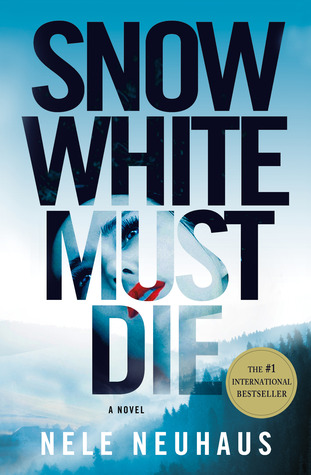 SNOW
WHITE
MUST
DIE
A NOVEL
THE #1
INTERNATIONAL
BESTSELLER
NELE NEUHAUS